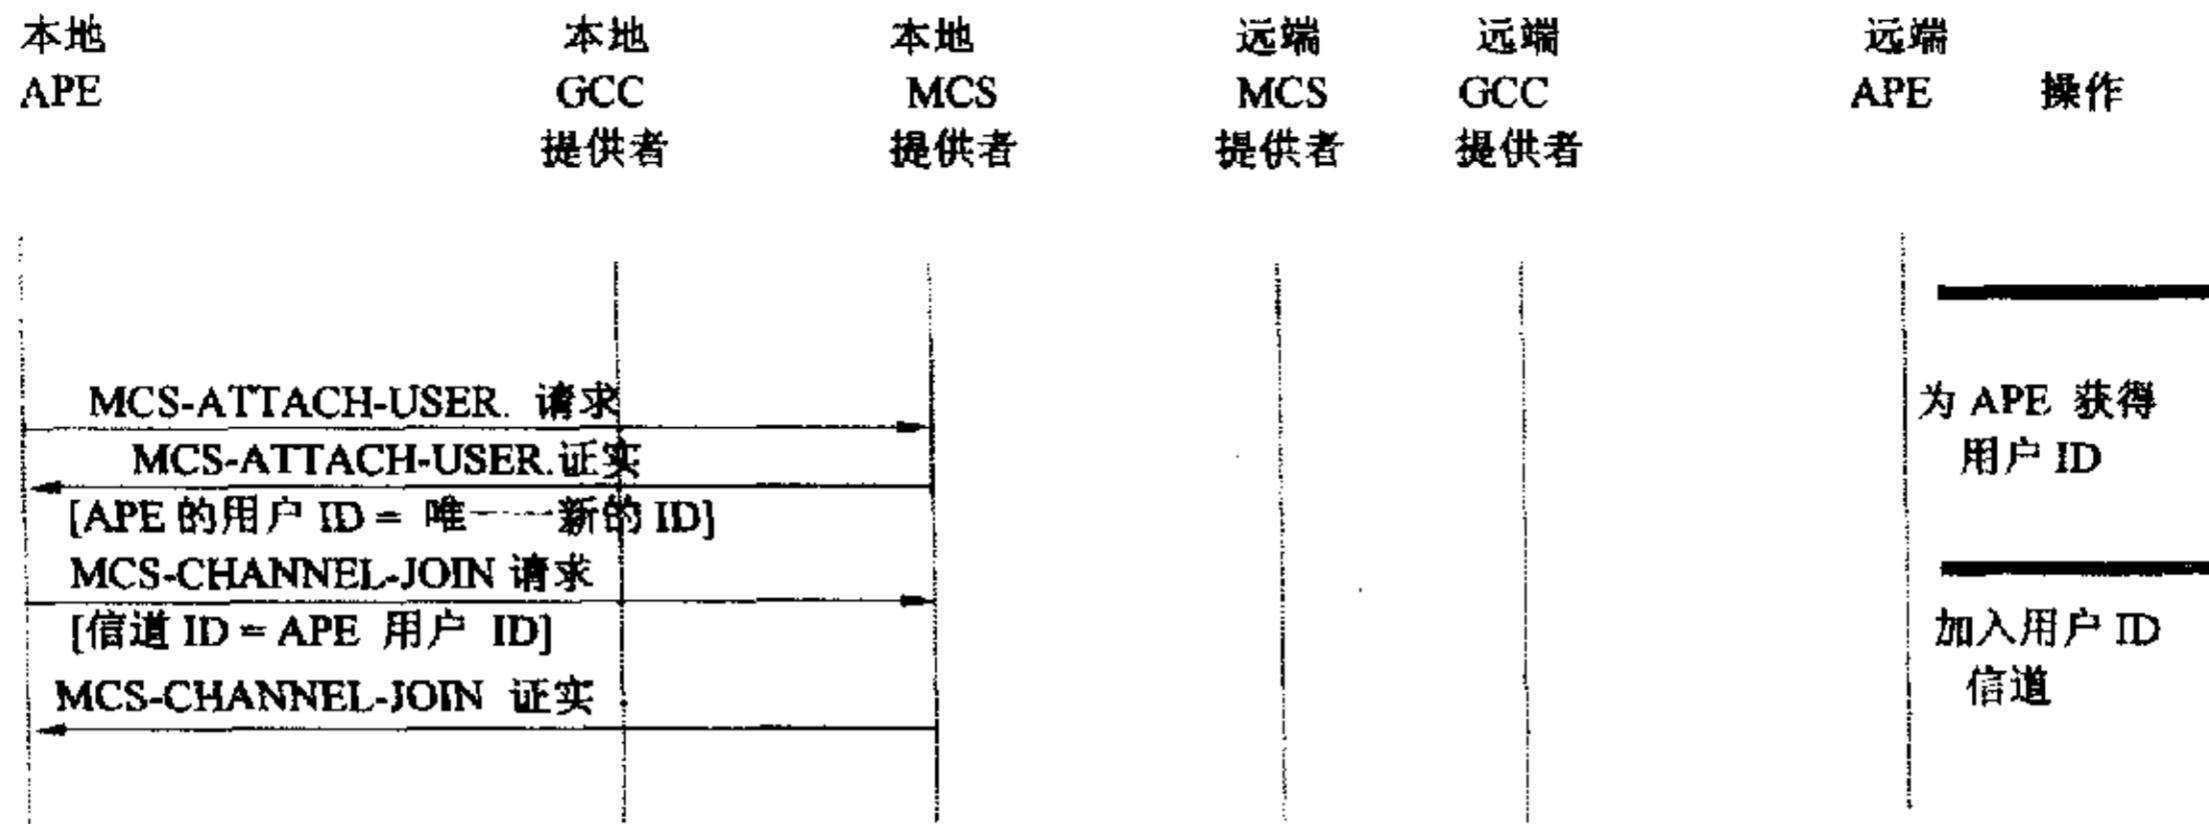 本地 本地 本地 远端 远端 远端
APE GCC MCS MCS GCC APE 操作
提供者 提供者 提供者 提供者
MCS-ATTACH-USER. 请求
为 APE 获得
MCS-ATTACH-USER.证实
用户 ID
[APE 的用户 ID = 唯一一新的 ID]
MCS-CHANNEL-JOIN 请求
[信道 ID = APE 用户 ID]
加入用户 ID
MCS-CHANNEL-JOIN 证实
信道